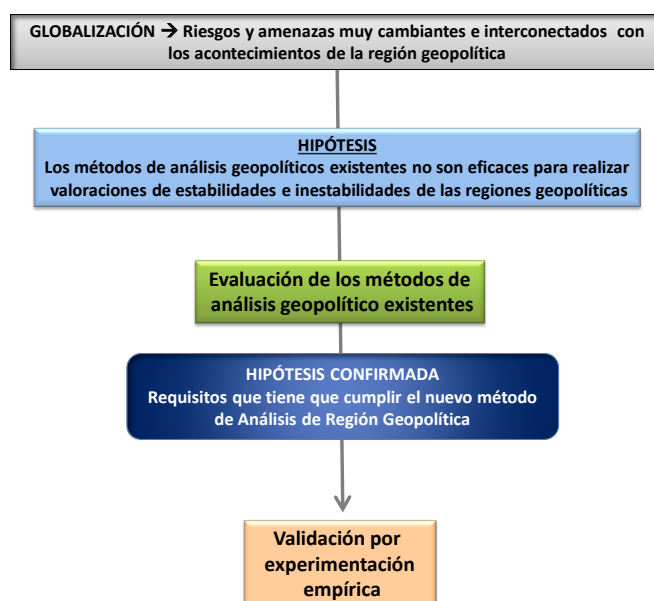 GLOBALIZACIÓN → Riesgos y amenazas muy cambiantes e interconectados con
los acontecimientos de la región geopolítica
HIPÓTESIS
Los métodos de análisis geopolíticos existentes no son eficaces para realizar
valoraciones de estabilidades e inestabilidades de las regiones geopolíticas
Evaluación de los métodos de
análisis geopolítico existentes
HIPÓTESIS CONFIRMADA
Requisitos que tiene que cumplir el nuevo método
de Análisis de Región Geopolítica
Validación por
experimentación
empírica